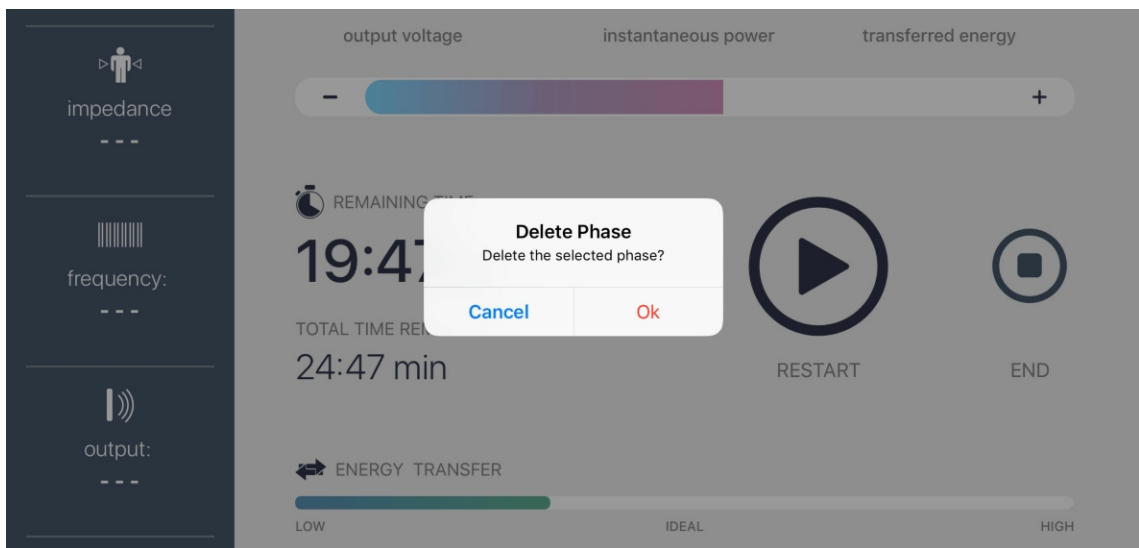 impedance
---
frequency:
---
output:
---
output voltage instantaneous power transferred energy
- +
REMAINING
19:47
TOTAL TIME
24:47 min
RESTART
END
Delete Phase
Delete the selected phase?
Cancel Ok
ENERGY TRANSFER
LOW IDEAL HIGH